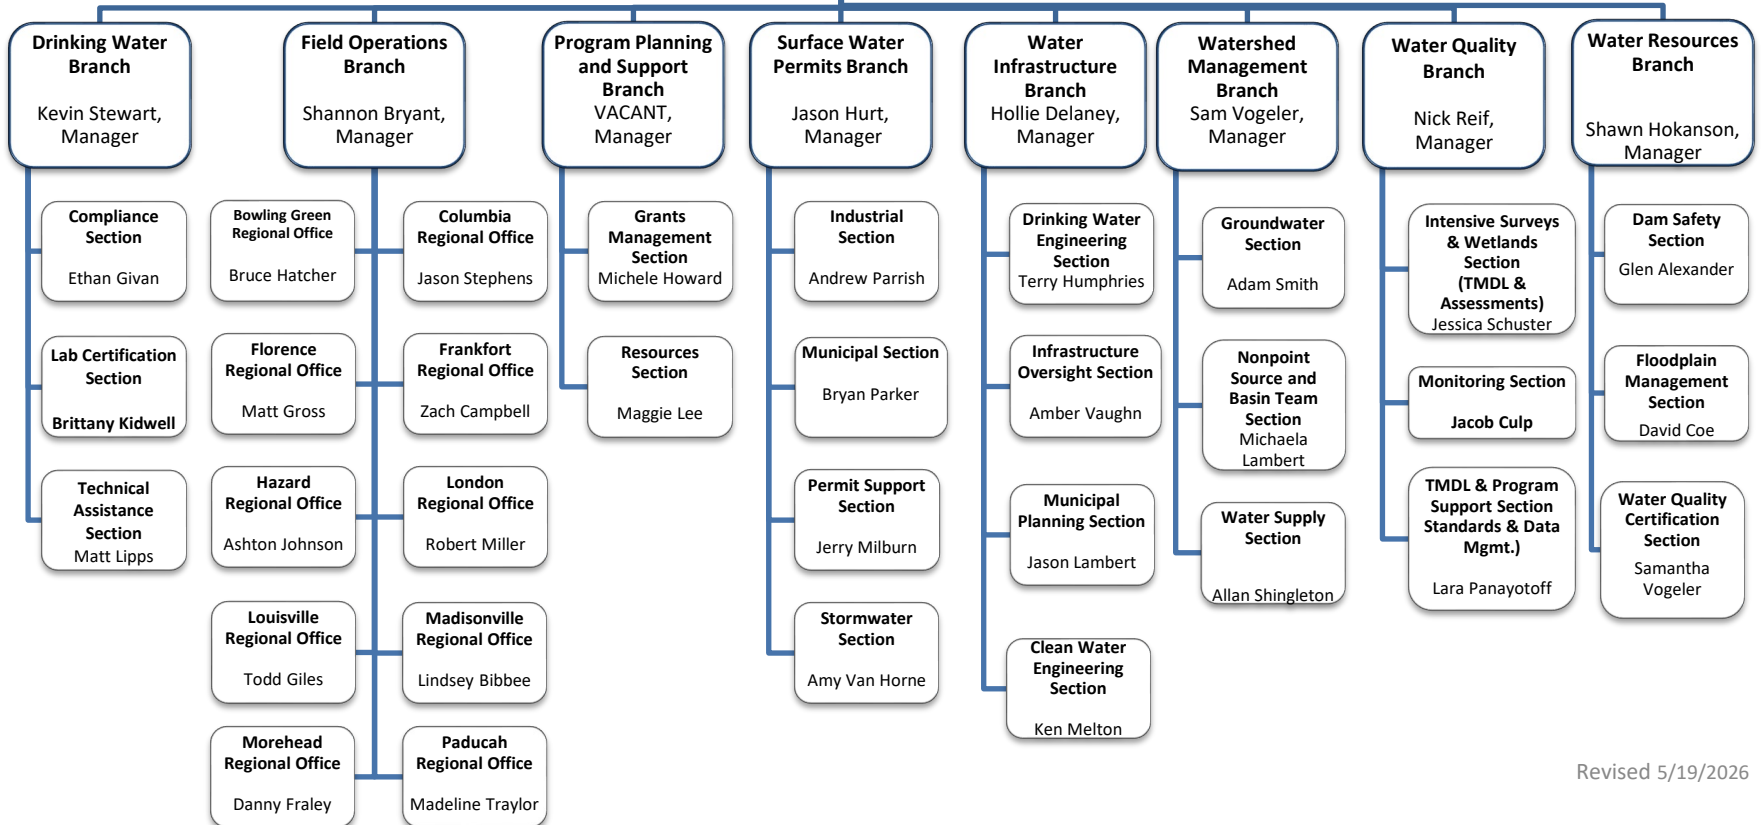 Drinking Water
Branch
Kevin Stewart,
Manager
Field Operations
Branch
Shannon Bryant,
Manager
Program Planning
and Support
Branch
VACANT,
Manager
Surface Water
Permits Branch
Jason Hurt,
Manager
Water
Infrastructure
Branch
Hollie Delaney,
Manager
Watershed
Management
Branch
Sam Vogeler,
Manager
Water Quality
Branch
Nick Reif,
Manager
Water Resources
Branch
Shawn Hokanson,
Manager
Compliance
Section
Ethan Givan
Lab Certification
Section
Brittany Kidwell
Technical
Assistance
Section
Matt Lipps
Bowling Green
Regional Office
Bruce Hatcher
Columbia
Regional Office
Jason Stephens
Florence
Regional Office
Matt Gross
Frankfort
Regional Office
Zach Campbell
Hazard
Regional Office
Ashton Johnson
London
Regional Office
Robert Miller
Louisville
Regional Office
Todd Giles
Madisonville
Regional Office
Lindsey Bibbee
Morehead
Regional Office
Danny Fraley
Paducah
Regional Office
Madeline Traylor
Grants
Management
Section
Michele Howard
Resources
Section
Maggie Lee
Industrial
Section
Andrew Parrish
Municipal Section
Bryan Parker
Permit Support
Section
Jerry Milburn
Stormwater
Section
Amy Van Horne
Drinking Water
Engineering
Section
Terry Humphries
Infrastructure
Oversight Section
Amber Vaughn
Municipal
Planning Section
Jason Lambert
Clean Water
Engineering
Section
Ken Melton
Groundwater
Section
Adam Smith
Nonpoint
Source and
Basin Team
Section
Michaela
Lambert
Water Supply
Section
Allan Shingleton
Intensive Surveys
& Wetlands
Section
(TMDL &
Assessments)
Jessica Schuster
Monitoring Section
Jacob Culp
TMDL & Program
Support Section
Standards & Data
Mgmt.)
Lara Panayotoff
Dam Safety
Section
Glen Alexander
Floodplain
Management
Section
David Coe
Water Quality
Certification
Section
Samantha
Vogeler
Revised 5/19/2026